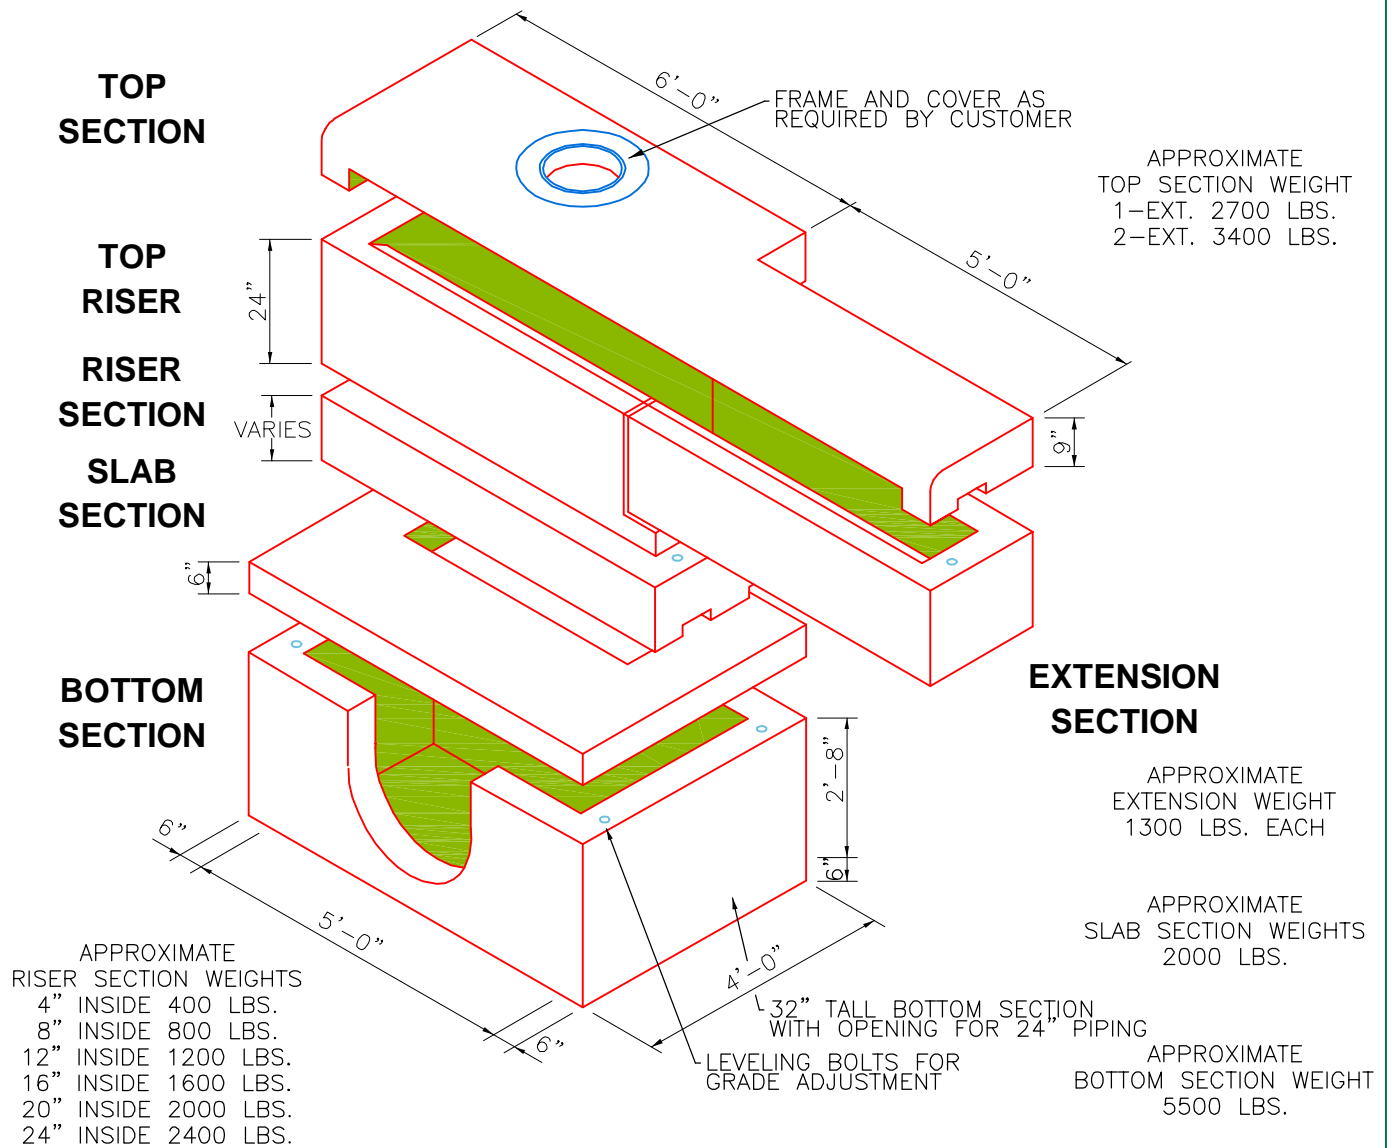 TOP
SECTION
6'-0"
FRAME AND COVER AS
REQUIRED BY CUSTOMER
APPROXIMATE
TOP SECTION WEIGHT
1-EXT. 2700 LBS.
2-EXT. 3400 LBS.
5'-0"
TOP
RISER
24"
RISER
SECTION
VARIES
9"
SLAB
SECTION
6"
BOTTOM
SECTION
EXTENSION
SECTION
2'-8"
6"
APPROXIMATE
EXTENSION WEIGHT
1300 LBS. EACH
6"
5'-0"
6"
4'-0"
APPROXIMATE
SLAB SECTION WEIGHTS
2000 LBS.
32" TALL BOTTOM SECTION
WITH OPENING FOR 24" PIPING
LEVELING BOLTS FOR
GRADE ADJUSTMENT
APPROXIMATE
BOTTOM SECTION WEIGHT
5500 LBS.
APPROXIMATE
RISER SECTION WEIGHTS
4" INSIDE 400 LBS.
8" INSIDE 800 LBS.
12" INSIDE 1200 LBS.
16" INSIDE 1600 LBS.
20" INSIDE 2000 LBS.
24" INSIDE 2400 LBS.